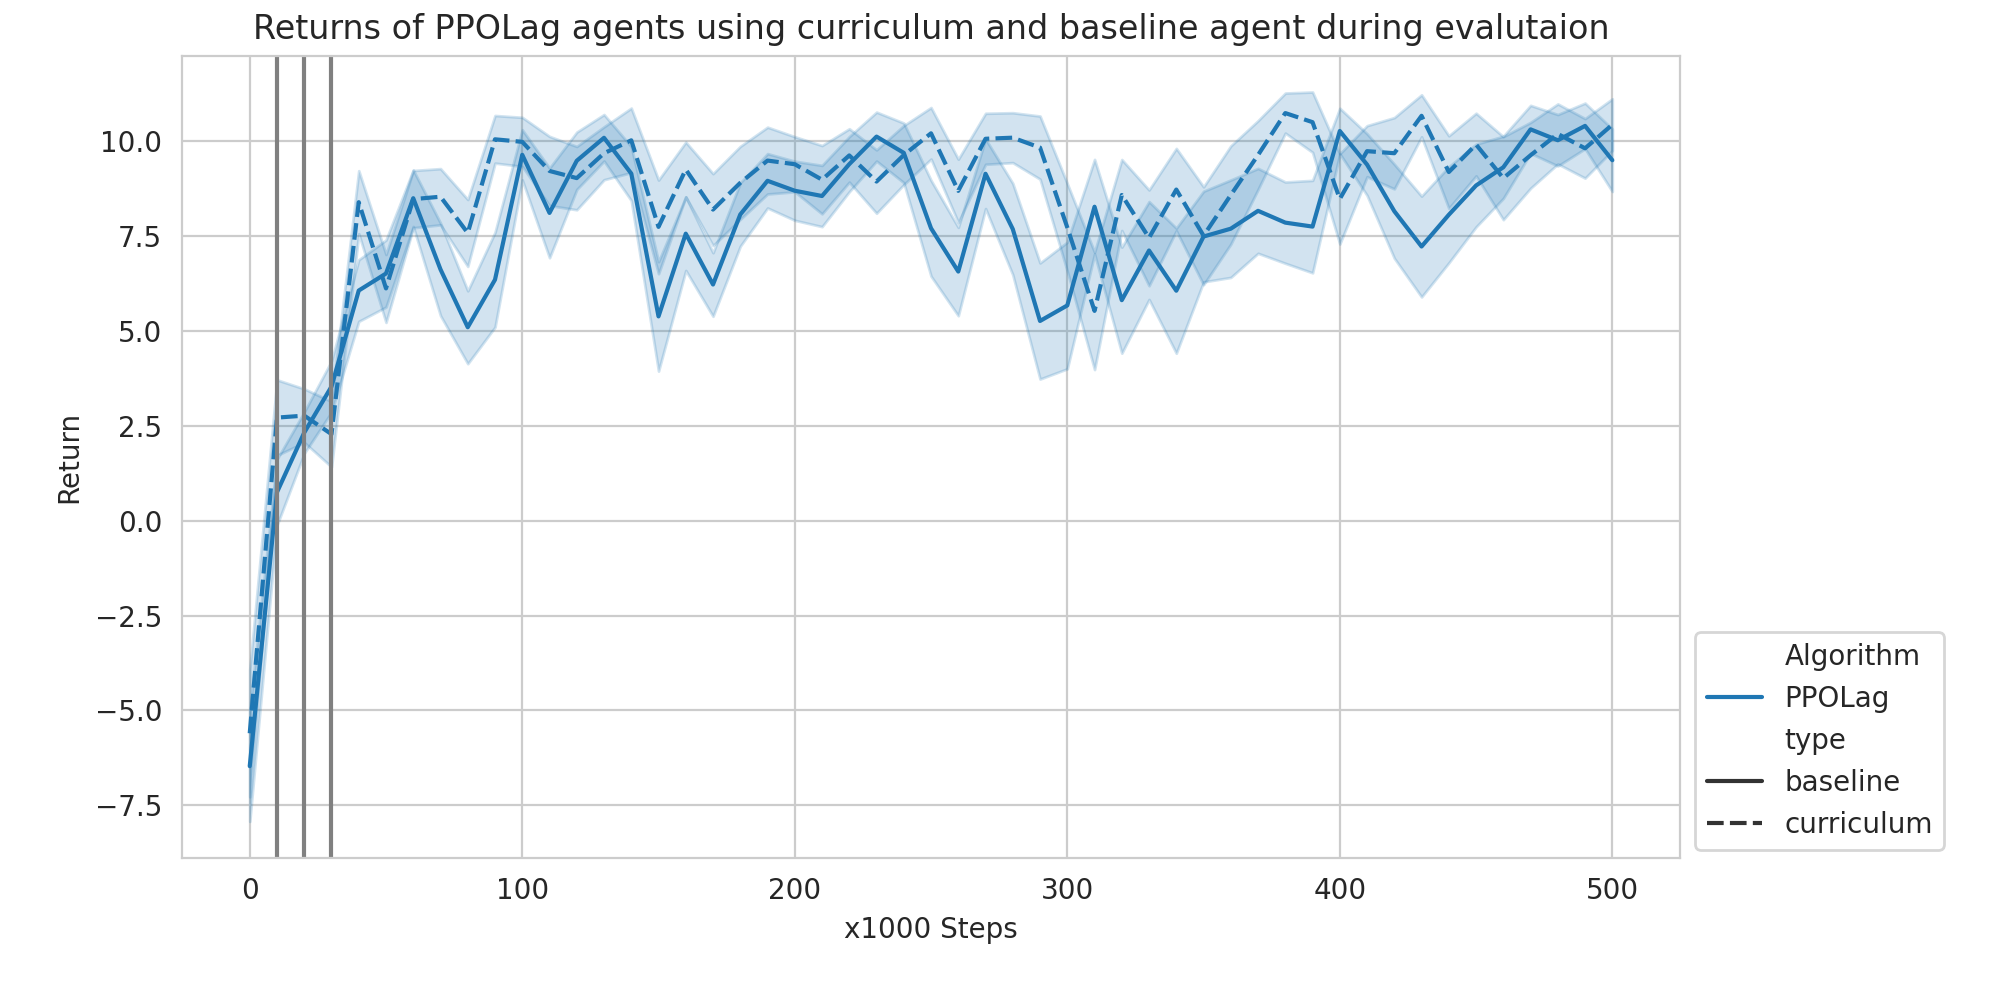 Returns of PPOLag agents using curriculum and baseline agent during evalutaion
10.0
7.5
5.0
2.5
0.0
−2.5
−5.0
−7.5
Return
0 100 200 300 400 500
x1000 Steps
Algorithm
PPOLag
type
baseline
curriculum